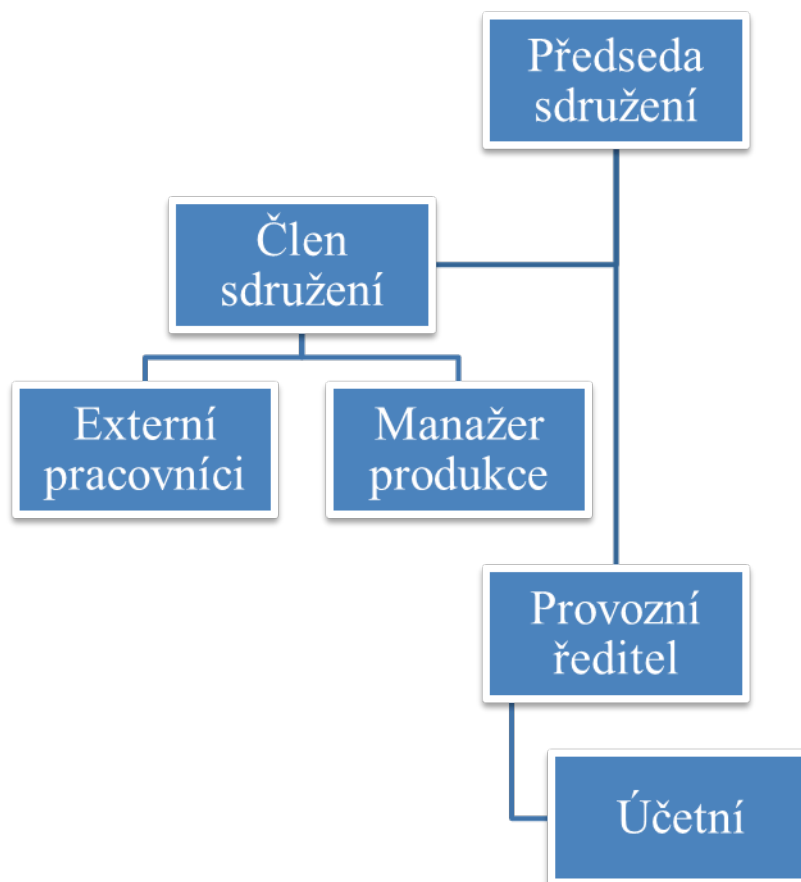 Předseda
sdružení
Člen
sdružení
Externí
pracovníci
Manažer
produkce
Provozní
ředitel
Účetní